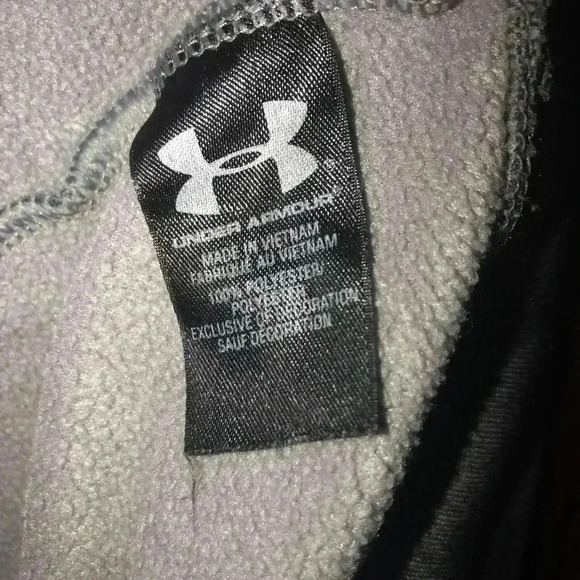 UNDER ARMOUR®
MADE IN VIETNAM
FABRIQUÉ AU VIETNAM
100% POLYESTER/
POLYESTER
EXCLUSIVE OF DECORATION
SAUF DÉCORATION